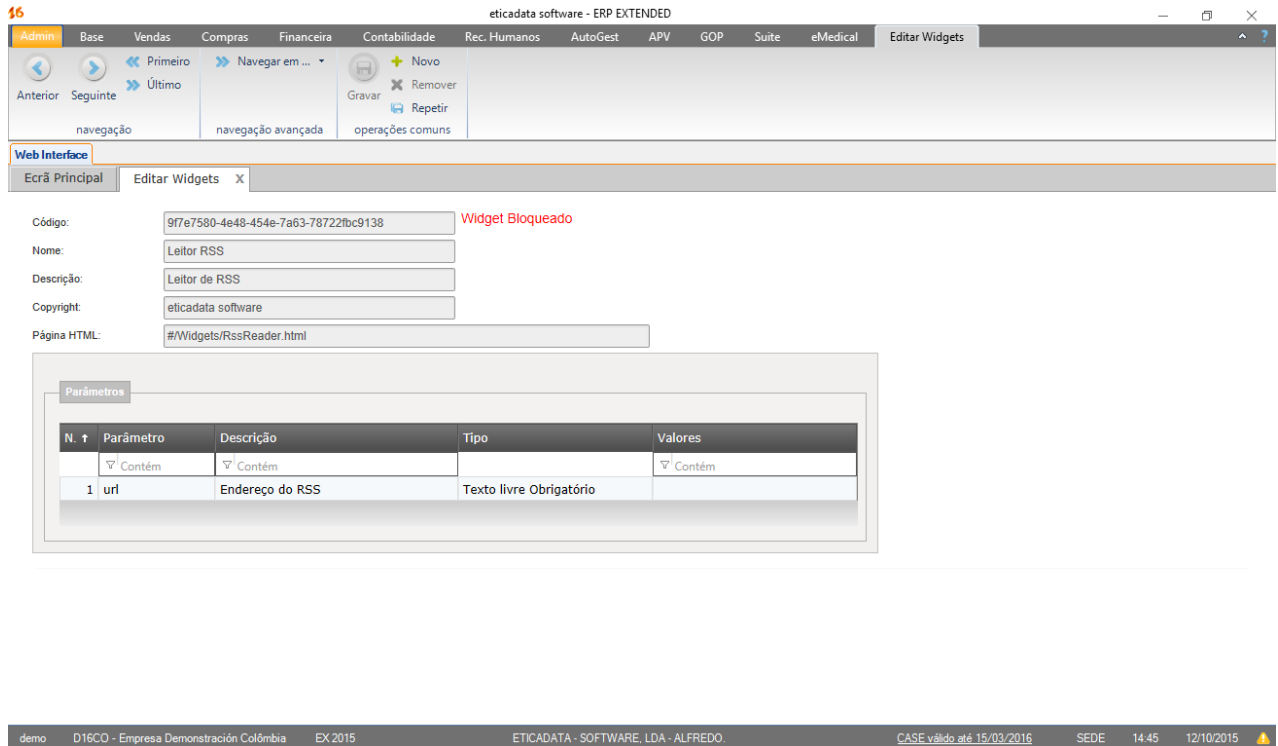 16
eticadata software - ERP EXTENDED
Admin Base Vendas Compras Financeira Contabilidade Rec. Humanos AutoGest APV GOP Suite eMedical Editar Widgets ?
Anterior Seguinte Primeiro Último Navegar em ... Gravar Novo Remover Repetir
navegação navegação avançada operações comuns
Web Interface
Ecrã Principal Editar Widgets X
Código: 9f7e7580-4e48-454e-7a63-78722fbc9138 Widget Bloqueado
Nome: Leitor RSS
Descrição: Leitor de RSS
Copyright: eticadata software
Página HTML: #/Widgets/RssReader.html
Parâmetros
N. ↑ Parâmetro Descrição Tipo Valores
Contém Contém Contém
1 url Endereço do RSS Texto livre Obrigatório
demo D16CO - Empresa Demonstración Colômbia EX 2015 ETICADATA - SOFTWARE, LDA - ALFREDO. CASE válido até 15/03/2016 SEDE 14:45 12/10/2015